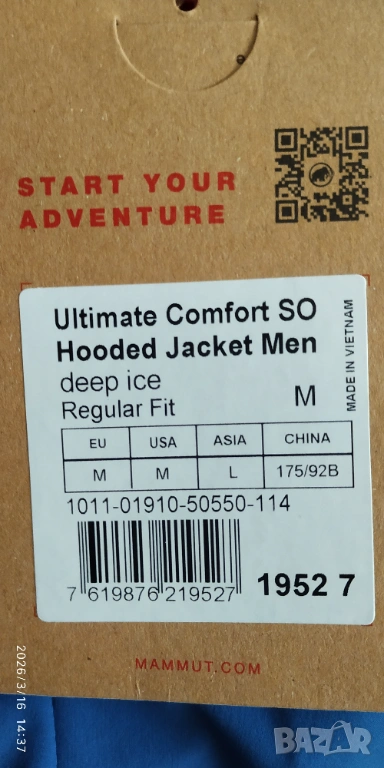 START YOUR
ADVENTURE
Ultimate Comfort SO
Hooded Jacket Men
deep ice
Regular Fit
M
MADE IN VIETNAM
EU USA ASIA CHINA
M M L 175/92B
1011-01910-50550-114
7 619876 219527
1952 7
MAMMUT.COM
2026/3/16 14:37
BAZAR